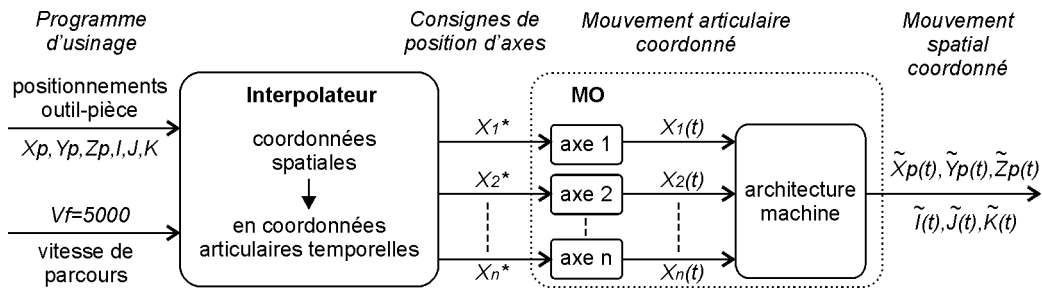 Programme
d'usinage
Consignes de
position d'axes
Mouvement articulaire
coordonné
Mouvement
spatial
coordonné
positionnements
outil-pièce
Xp,Yp,Zp,I,J,K
Vf=5000
vitesse de
parcours
Interpolateur
coordonnées
spatiales
en coordonnées
articulaires temporelles
X1*
X2*
Xn*
MO
axe 1
axe 2
axe n
X1(t)
X2(t)
Xn(t)
architecture
machine
X̃p(t),Ỹp(t),Z̃p(t)
Ĩ(t),J̃(t),K̃(t)